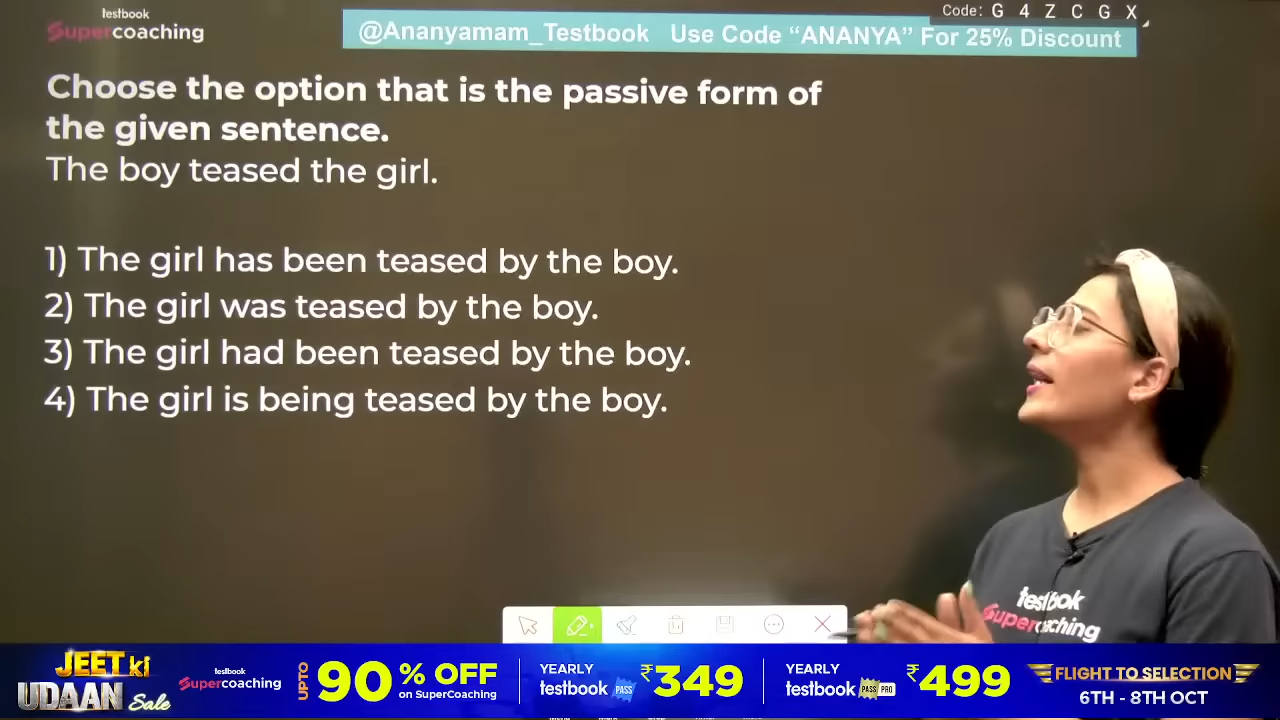 testbook
Supercoaching
@Ananyamam_Testbook Use Code “ANANYA” For 25% Discount
Code: G 4 Z C G X
Choose the option that is the passive form of
the given sentence.
The boy teased the girl.
1) The girl has been teased by the boy.
2) The girl was teased by the boy.
3) The girl had been teased by the boy.
4) The girl is being teased by the boy.
testbook
Supercoaching
JEET ki
UDAAN Sale
testbook
Supercoaching
UPTO 90% OFF
on SuperCoaching
YEARLY
testbook PASS ₹349
YEARLY
testbook PASS PRO ₹499
FLIGHT TO SELECTION
6TH - 8TH OCT